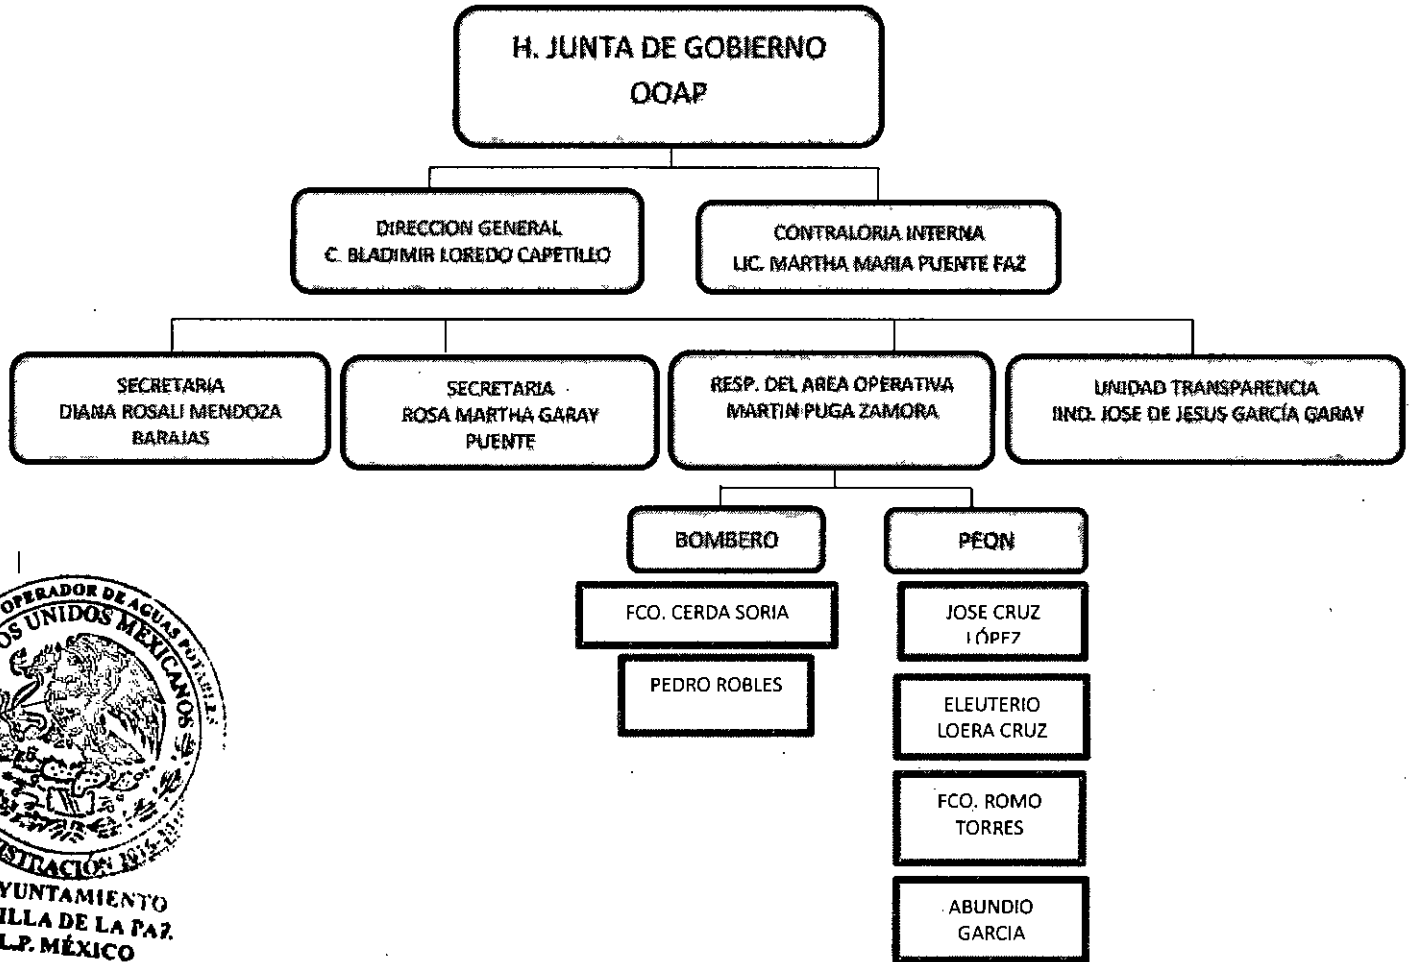 H. JUNTA DE GOBIERNO
OOAP
DIRECCION GENERAL
C. BLADIMIR LOREDO CAPETILLO
CONTRALORIA INTERNA
LIC. MARTHA MARIA PUENTE FAZ
SECRETARIA
DIANA ROSALI MENDOZA
BARAJAS
SECRETARIA
ROSA MARTHA GARAY
PUENTE
RESP. DEL AREA OPERATIVA
MARTIN PUGA ZAMORA
UNIDAD TRANSPARENCIA
IIND. JOSE DE JESUS GARCÍA GARAY
BOMBERO
PEON
FCO. CERDA SORIA
PEDRO ROBLES
JOSE CRUZ
LÓPEZ
ELEUTERIO
LOERA CRUZ
FCO. ROMO
TORRES
ABUNDIO
GARCIA
OPERADOR DE AGUAS POTABLES
OS UNIDOS MEXICANOS
ISTRACIÓN
YUNTAMIENTO
ILLA DE LA PAZ
L.P. MÉXICO